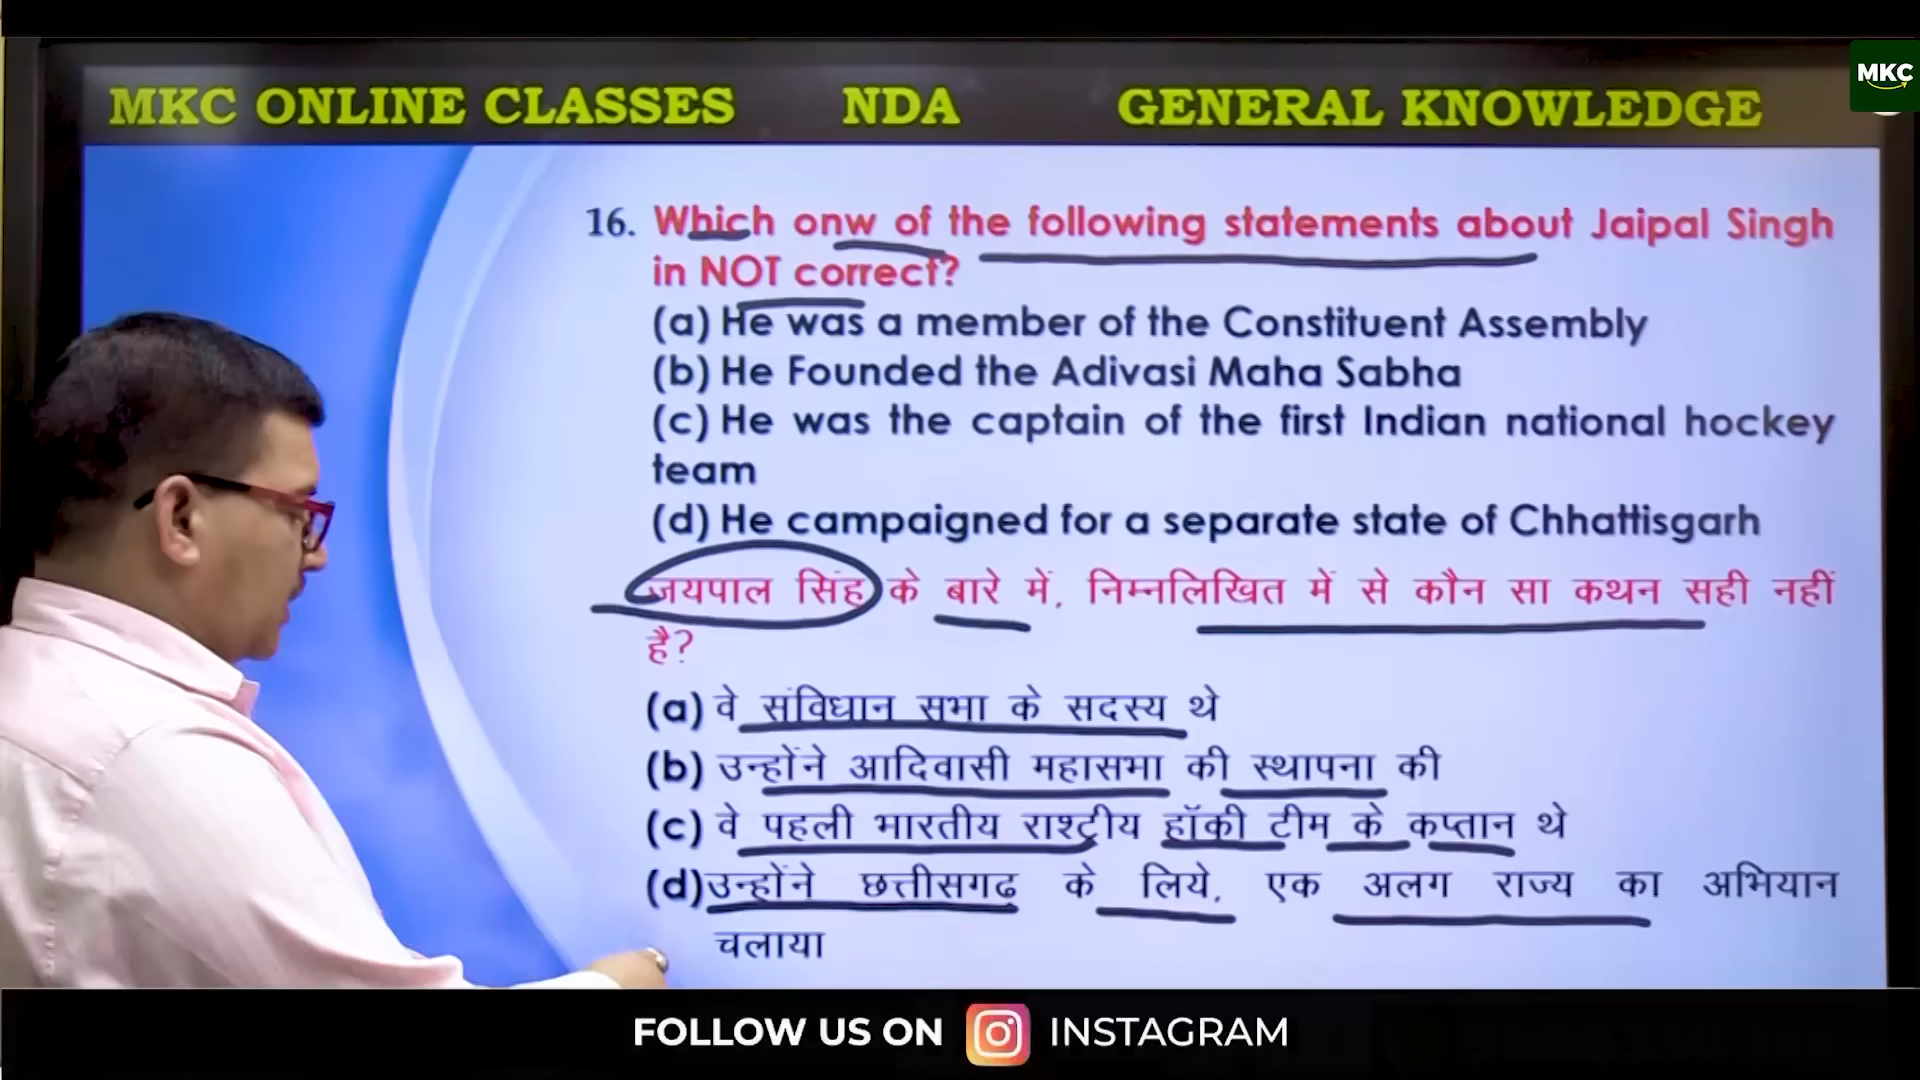 MKC
MKC ONLINE CLASSES NDA GENERAL KNOWLEDGE
16. Which onw of the following statements about Jaipal Singh
in NOT correct?
(a) He was a member of the Constituent Assembly
(b) He Founded the Adivasi Maha Sabha
(c) He was the captain of the first Indian national hockey
team
(d) He campaigned for a separate state of Chhattisgarh
जयपाल सिंह के बारे में, निम्नलिखित में से कौन सा कथन सही नहीं
है?
(a) वे संविधान सभा के सदस्य थे
(b) उन्होंने आदिवासी महासभा की स्थापना की
(c) वे पहली भारतीय राश्ट्रीय हॉकी टीम के कप्तान थे
(d) उन्होंने छत्तीसगढ के लिये, एक अलग राज्य का अभियान
चलाया
FOLLOW US ON INSTAGRAM